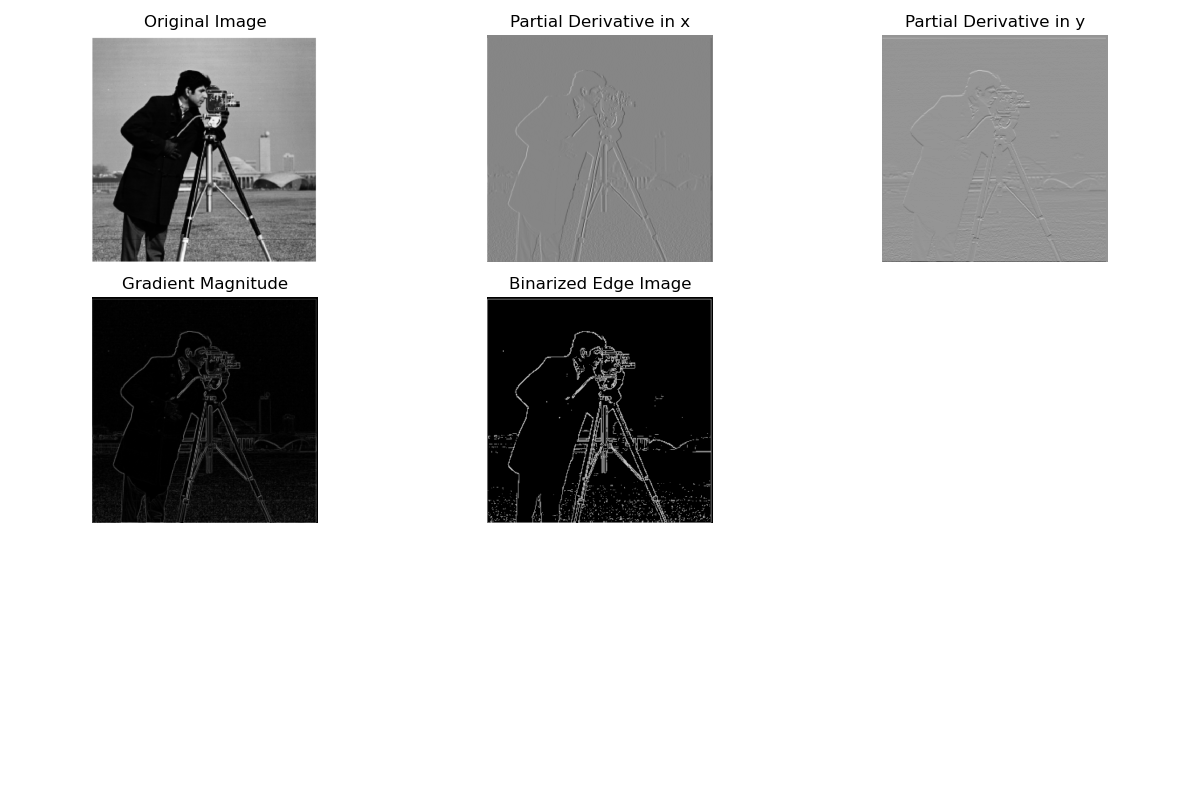 Original Image
Partial Derivative in x
Partial Derivative in y
Gradient Magnitude
Binarized Edge Image